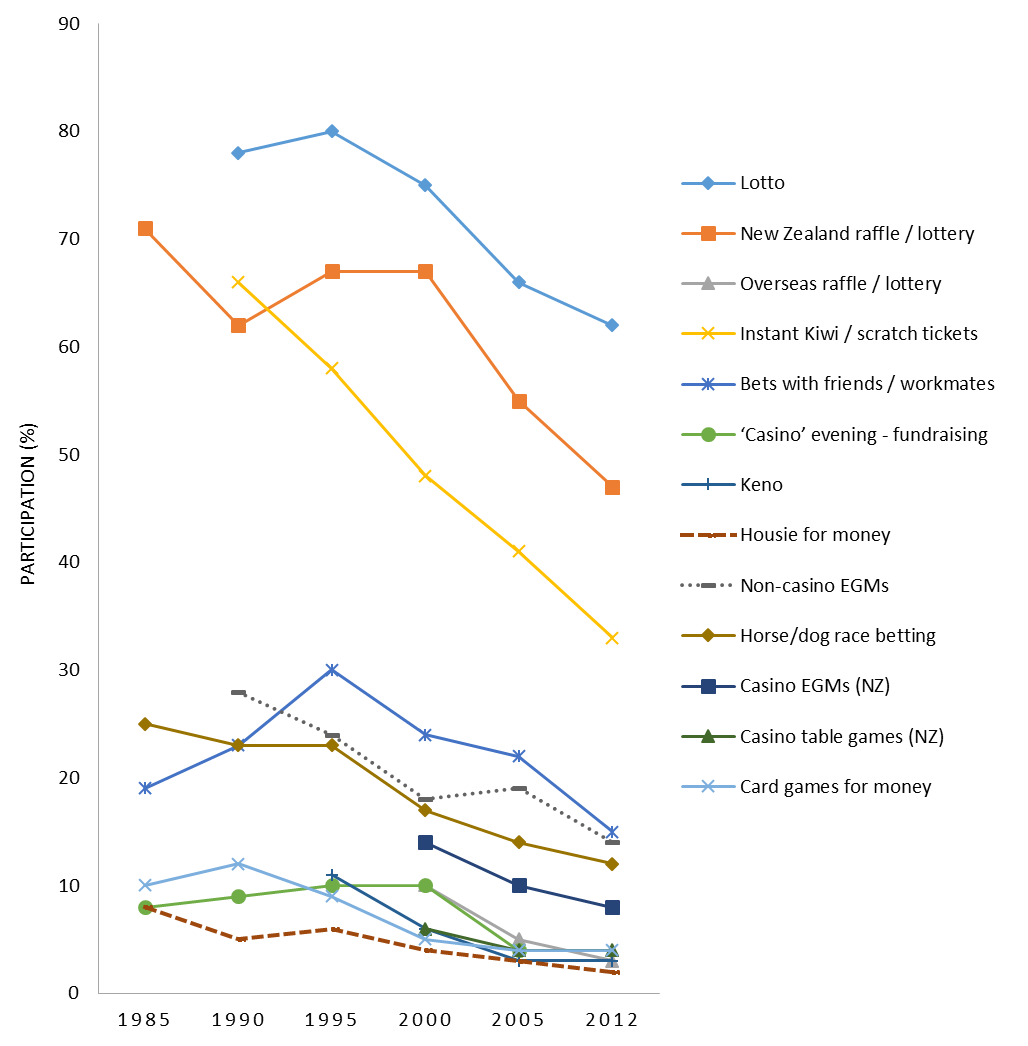 90
80
70
60
50
40
30
20
10
0
PARTICIPATION (%)
1985 1990 1995 2000 2005 2012
Lotto
New Zealand raffle / lottery
Overseas raffle / lottery
Instant Kiwi / scratch tickets
Bets with friends / workmates
‘Casino’ evening - fundraising
Keno
Housie for money
Non-casino EGMs
Horse/dog race betting
Casino EGMs (NZ)
Casino table games (NZ)
Card games for money